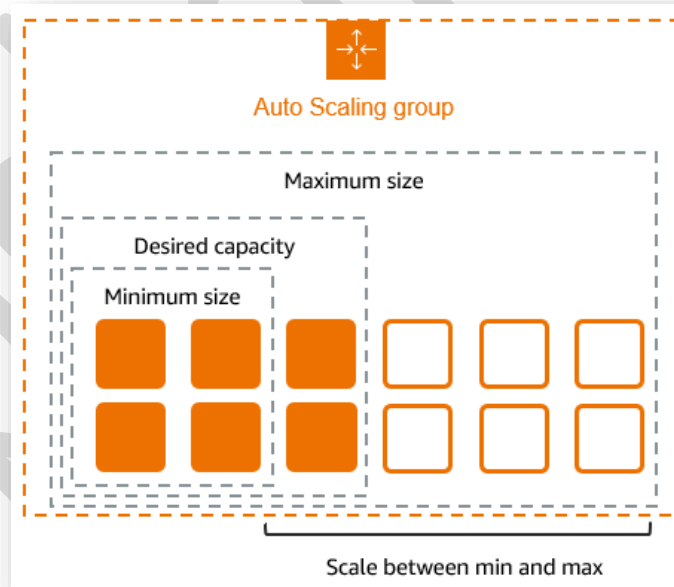 Auto Scaling group
Maximum size
Desired capacity
Minimum size
Scale between min and max